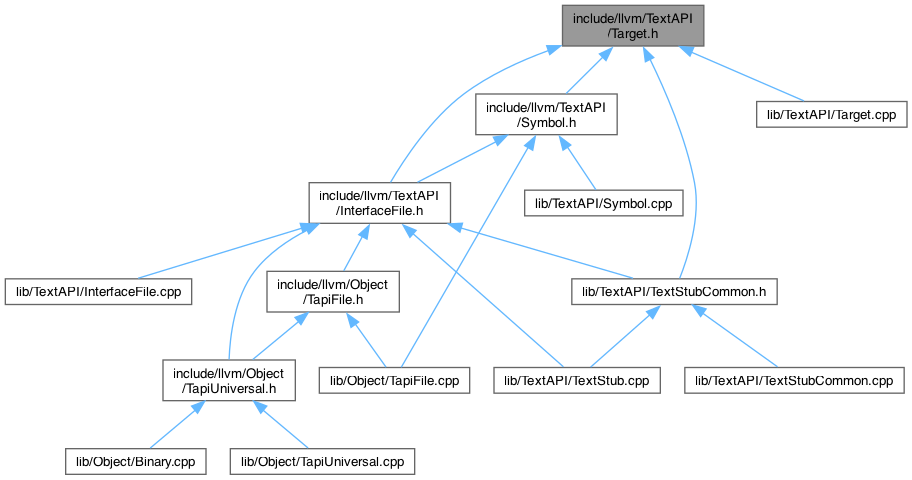 include/llvm/TextAPI
/Target.h
include/llvm/TextAPI
/Symbol.h
lib/TextAPI/Target.cpp
include/llvm/TextAPI
/InterfaceFile.h
lib/TextAPI/Symbol.cpp
lib/TextAPI/InterfaceFile.cpp
include/llvm/Object
/TapiFile.h
lib/TextAPI/TextStubCommon.h
include/llvm/Object
/TapiUniversal.h
lib/Object/TapiFile.cpp
lib/TextAPI/TextStub.cpp
lib/TextAPI/TextStubCommon.cpp
lib/Object/Binary.cpp
lib/Object/TapiUniversal.cpp